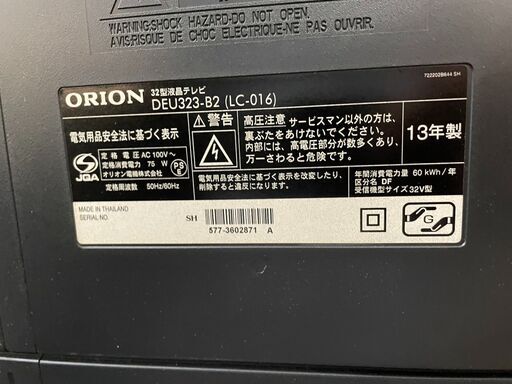 WARNING:SHOCK HAZARD-DO NOT OPEN.
AVIS:RISQUE DE CHOC ELECTRIQUE-NE PAS
722202B844 SH
ORION 32型液晶テレビ
DEU323-B2 (LC-016)
電気用品安全法に基づく表示
JQA
定格電圧 AC 100V~
定格消費電力 75 W
オリオン電機株式会社
定格周波数 50Hz/60Hz
PS
E
警告
高圧注意 サービスマン以外の方は、
裏ぶたをあけないでください。
内部には、高電圧部分が数多くあり、
万一さわると危険です。
電気用品安全法に基づく表示を改変したり、
削除すると違法になります。
13年製
年間消費電力量 60 kWh/年
区分名 DF
受信機型サイズ 32V型
MADE IN THAILAND
SERIAL NO.
SH
577-3602871 A
G